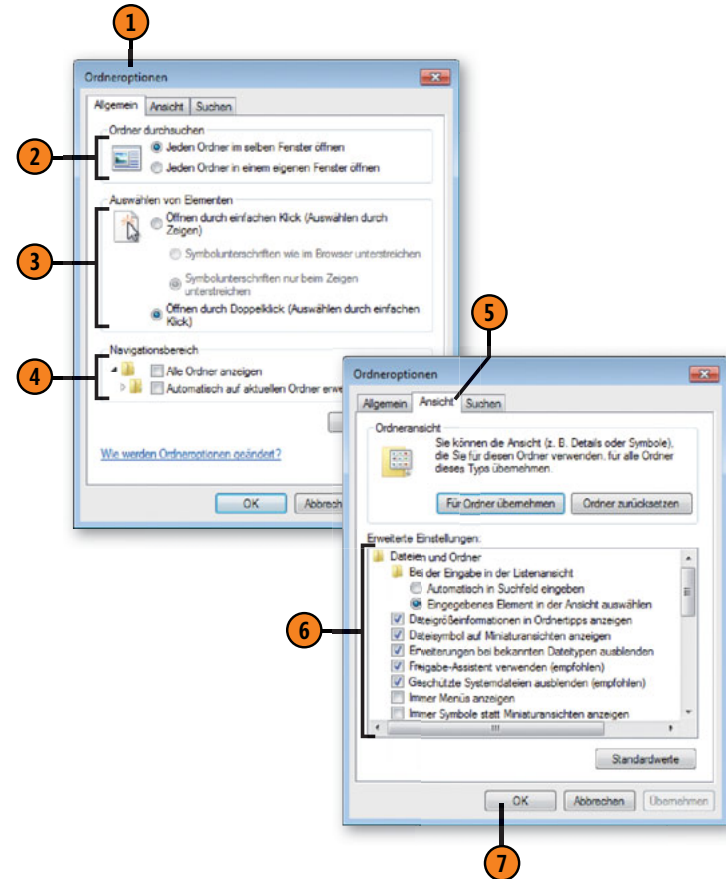 1
Ordneroptionen
Allgemein Ansicht Suchen
Ordner durchsuchen
2
Jeden Ordner im selben Fenster öffnen
Jeden Ordner in einem eigenen Fenster öffnen
Auswählen von Elementen
3
Öffnen durch einfachen Klick (Auswählen durch
Zeigen)
Symbolunterschriften wie im Browser unterstreichen
Symbolunterschriften nur beim Zeigen
unterstreichen
Öffnen durch Doppelklick (Auswählen durch einfachen
Klick)
Navigationsbereich
4
Alle Ordner anzeigen
Automatisch auf aktuellen Ordner erwe
Wie werden Ordneroptionen geändert?
OK Abbrech
5
Ordneroptionen
Allgemein Ansicht Suchen
Ordneransicht
Sie können die Ansicht (z. B. Details oder Symbole),
die Sie für diesen Ordner verwenden, für alle Ordner
dieses Typs übernehmen.
Für Ordner übernehmen Ordner zurücksetzen
Erweiterte Einstellungen:
6
Dateien und Ordner
Bei der Eingabe in der Listenansicht
Automatisch in Suchfeld eingeben
Eingegebenes Element in der Ansicht auswählen
Dateigrößeinformationen in Ordnertipps anzeigen
Dateisymbol auf Miniaturansichten anzeigen
Erweiterungen bei bekannten Dateitypen ausblenden
Freigabe-Assistent verwenden (empfohlen)
Geschützte Systemdateien ausblenden (empfohlen)
Immer Menüs anzeigen
Immer Symbole statt Miniaturansichten anzeigen
Standardwerte
OK Abbrechen Übernehmen
7